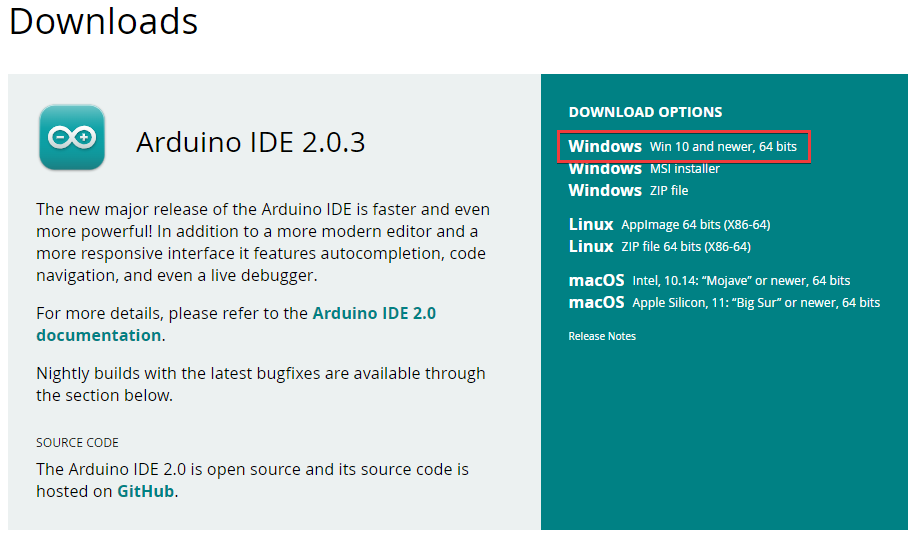 Downloads
Arduino IDE 2.0.3
The new major release of the Arduino IDE is faster and even
more powerful! In addition to a more modern editor and a
more responsive interface it features autocompletion, code
navigation, and even a live debugger.
For more details, please refer to the Arduino IDE 2.0
documentation.
Nightly builds with the latest bugfixes are available through
the section below.
SOURCE CODE
The Arduino IDE 2.0 is open source and its source code is
hosted on GitHub.
DOWNLOAD OPTIONS
Windows Win 10 and newer, 64 bits
Windows MSI installer
Windows ZIP file
Linux AppImage 64 bits (X86-64)
Linux ZIP file 64 bits (X86-64)
macOS Intel, 10.14: “Mojave” or newer, 64 bits
macOS Apple Silicon, 11: “Big Sur” or newer, 64 bits
Release Notes